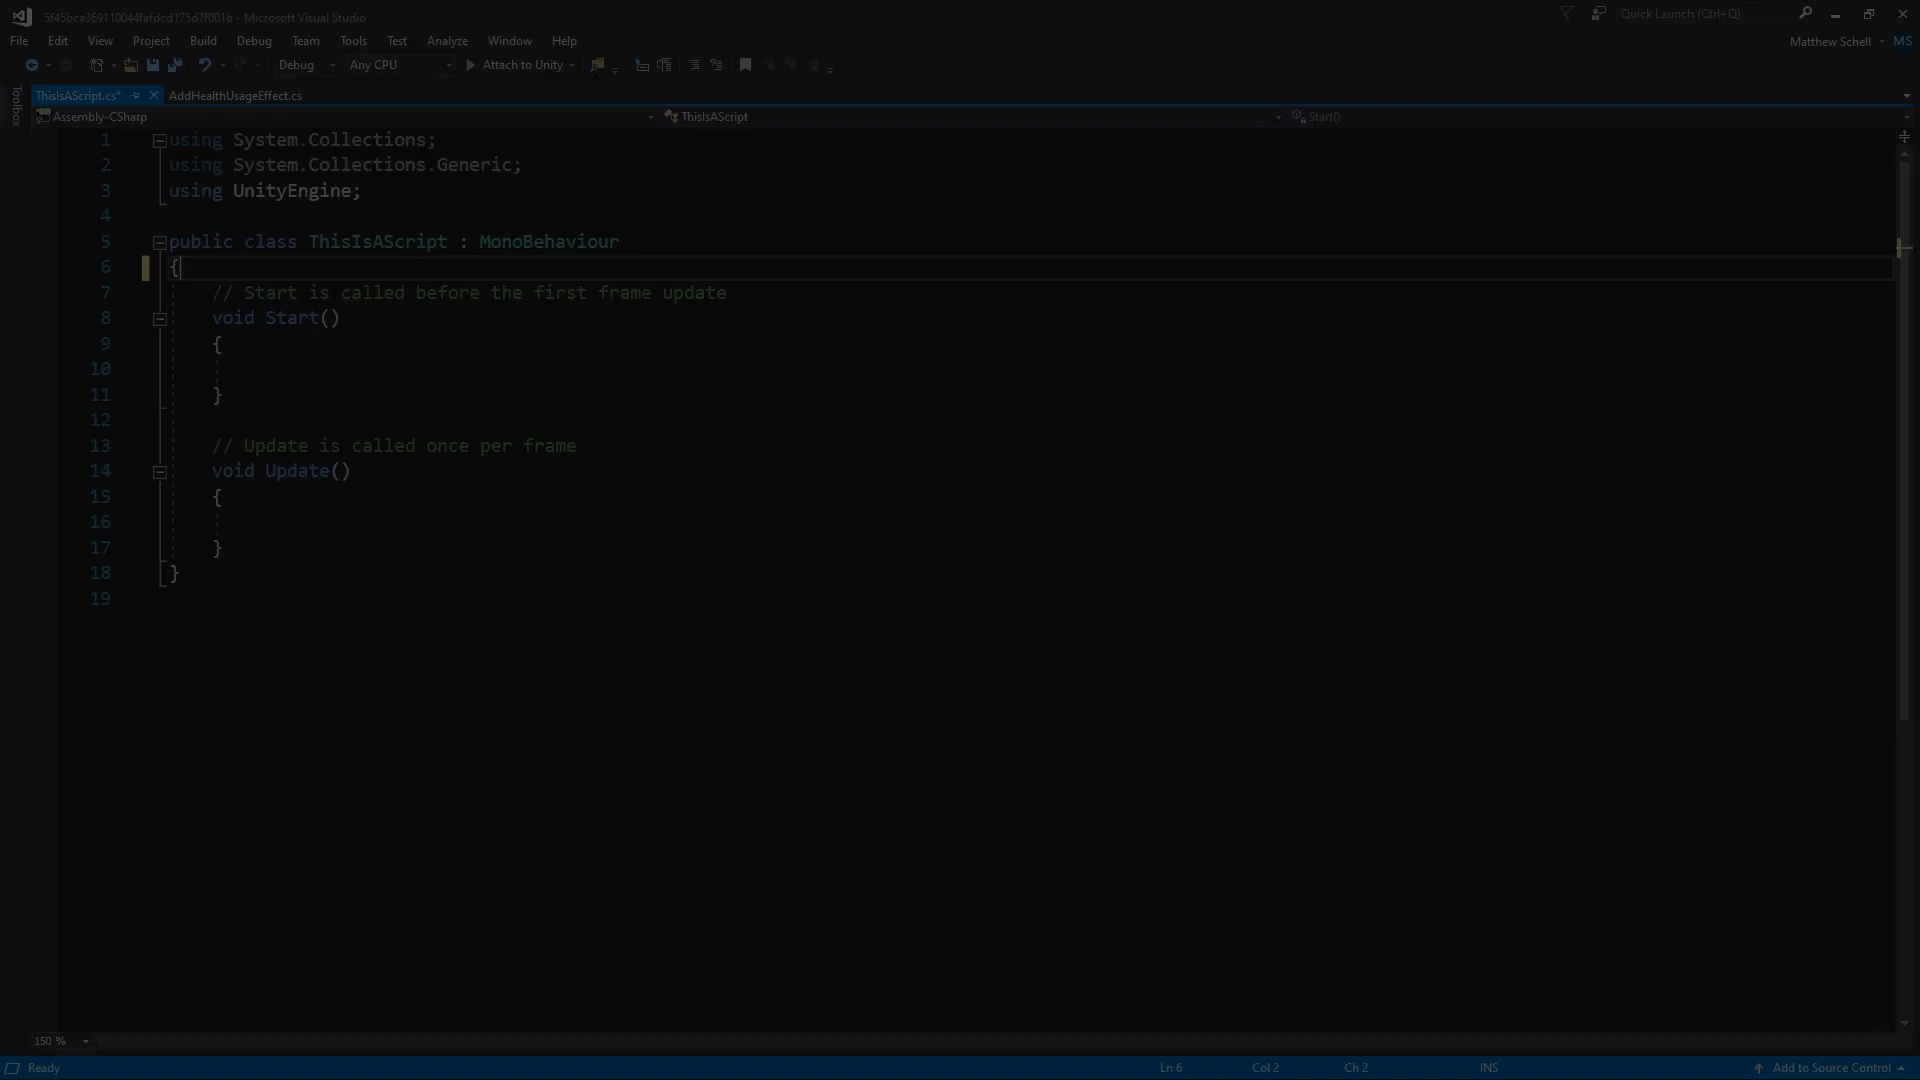 5f45bca369110044fafdcd175d7f001b - Microsoft Visual Studio
Quick Launch (Ctrl+Q)
File Edit View Project Build Debug Team Tools Test Analyze Window Help
Matthew Schell MS
Debug Any CPU Attach to Unity
Toolbox
ThisIsAScript.cs* AddHealthUsageEffect.cs
Assembly-CSharp ThisIsAScript Start()
1 using System.Collections;
2 using System.Collections.Generic;
3 using UnityEngine;
4
5 public class ThisIsAScript : MonoBehaviour
6 {
7 // Start is called before the first frame update
8 void Start()
9 {
10
11 }
12
13 // Update is called once per frame
14 void Update()
15 {
16
17 }
18 }
19
150 %
Ready Ln 6 Col 2 Ch 2 INS Add to Source Control